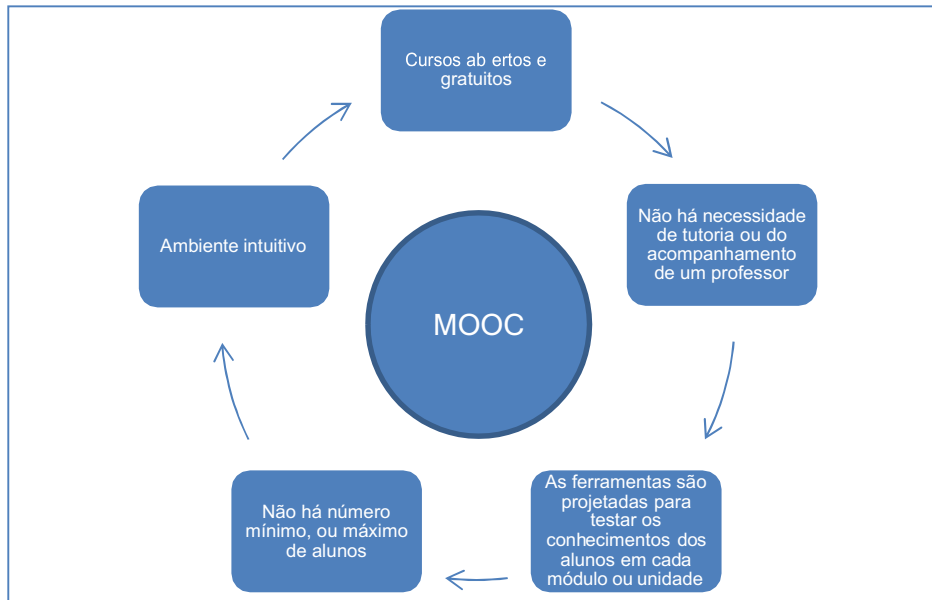 Cursos ab ertos e
gratuitos
Não há necessidade
de tutoria ou do
acompanhamento
de um professor
As ferramentas são
projetadas para
testar os
conhecimentos dos
alunos em cada
módulo ou unidade
Não há número
mínimo, ou máximo
de alunos
Ambiente intuitivo
MOOC